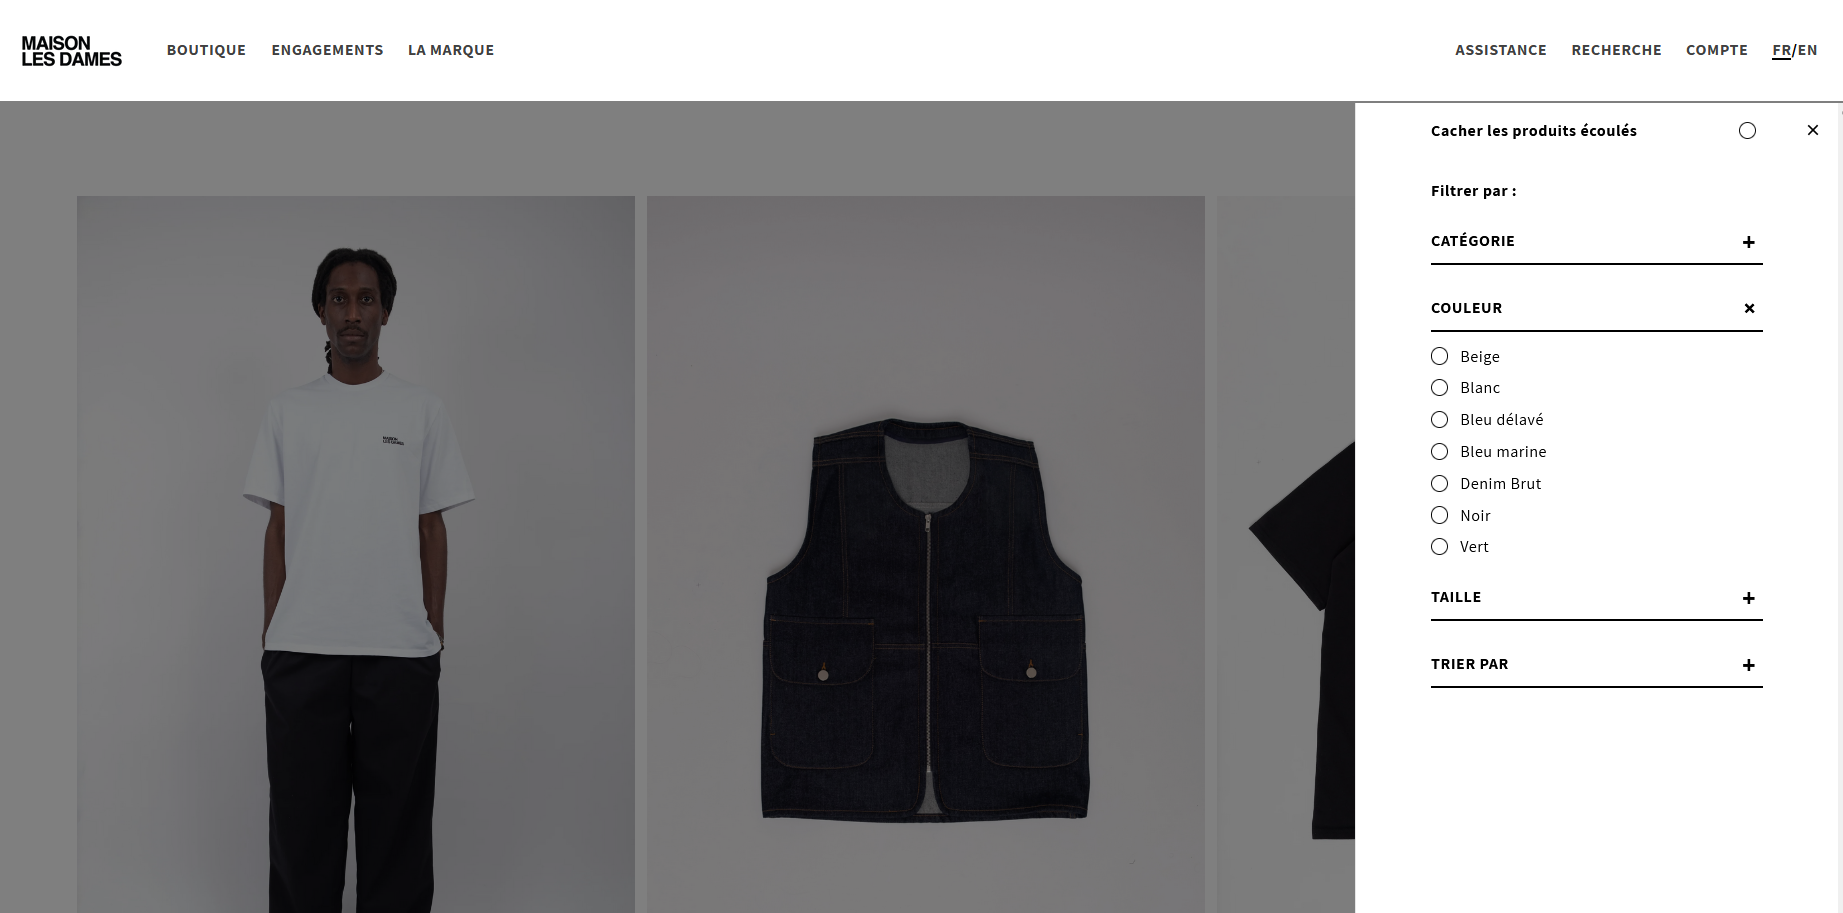 MAISON
LES DAMES
BOUTIQUE
ENGAGEMENTS
LA MARQUE
ASSISTANCE
RECHERCHE
COMPTE
FR/EN
Cacher les produits écoulés
Filtrer par :
CATÉGORIE
COULEUR
Beige
Blanc
Bleu délavé
Bleu marine
Denim Brut
Noir
Vert
TAILLE
TRIER PAR
MAISON
LES DAMES